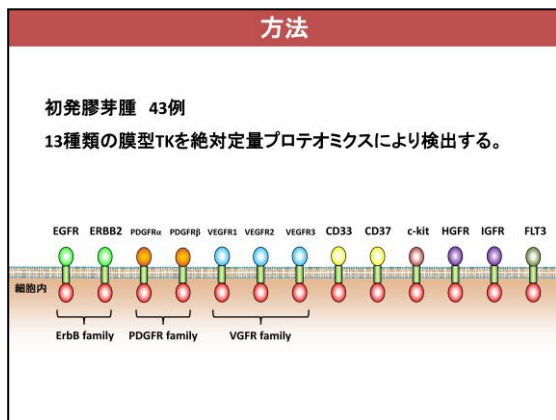 方法
初発膠芽腫 43例
13種類の膜型TKを絶対定量プロテオミクスにより検出する。
EGFR ERBB2 PDGFRα PDGFRβ VEGFR1 VEGFR2 VEGFR3 CD33 CD37 c-kit HGFR IGFR FLT3
細胞内
ErbB family PDGFR family VGFR family